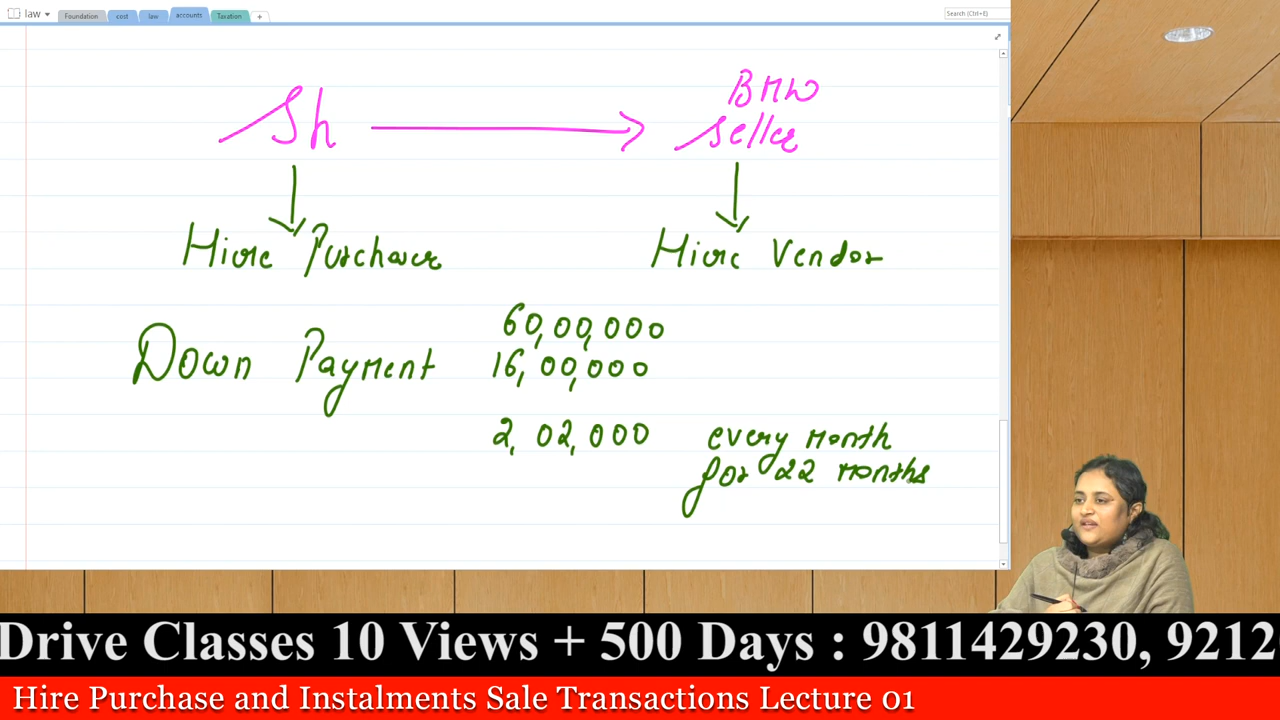 law
Foundation cost law accounts Taxation +
Search (Ctrl+E)
Sh
BMW
Seller
Hire Purchaser
Hire Vendor
60,00,000
Down Payment 16,00,000
2,02,000 every month
for 22 months
Drive Classes 10 Views + 500 Days : 9811429230, 9212
Hire Purchase and Instalments Sale Transactions Lecture 01